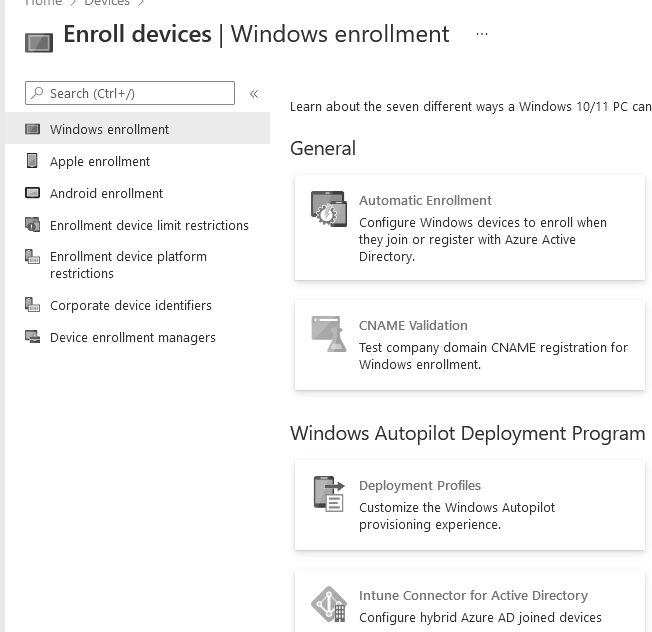 Home > Devices >
Enroll devices | Windows enrollment ...
Search (Ctrl+/) «
Windows enrollment
Apple enrollment
Android enrollment
Enrollment device limit restrictions
Enrollment device platform
restrictions
Corporate device identifiers
Device enrollment managers
Learn about the seven different ways a Windows 10/11 PC can
General
Automatic Enrollment
Configure Windows devices to enroll when
they join or register with Azure Active
Directory.
CNAME Validation
Test company domain CNAME registration for
Windows enrollment.
Windows Autopilot Deployment Program
Deployment Profiles
Customize the Windows Autopilot
provisioning experience.
Intune Connector for Active Directory
Configure hybrid Azure AD joined devices